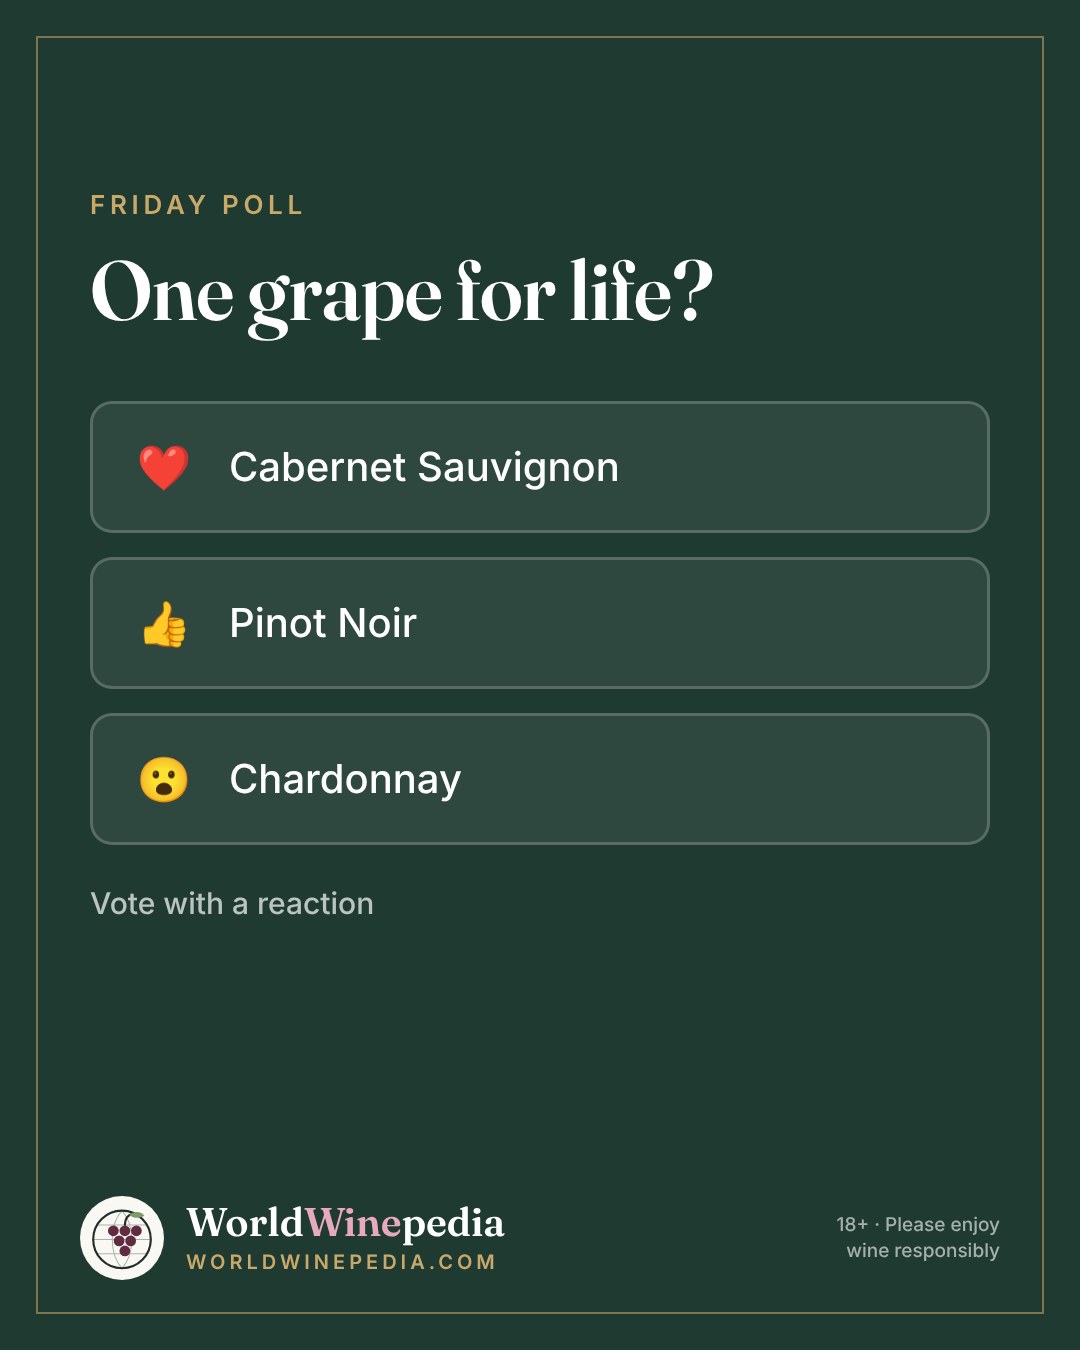 FRIDAY POLL
One grape for life?
❤️ Cabernet Sauvignon
👍 Pinot Noir
😮 Chardonnay
Vote with a reaction
WorldWinepedia
WORLDWINEPEDIA.COM
18+ · Please enjoy
wine responsibly